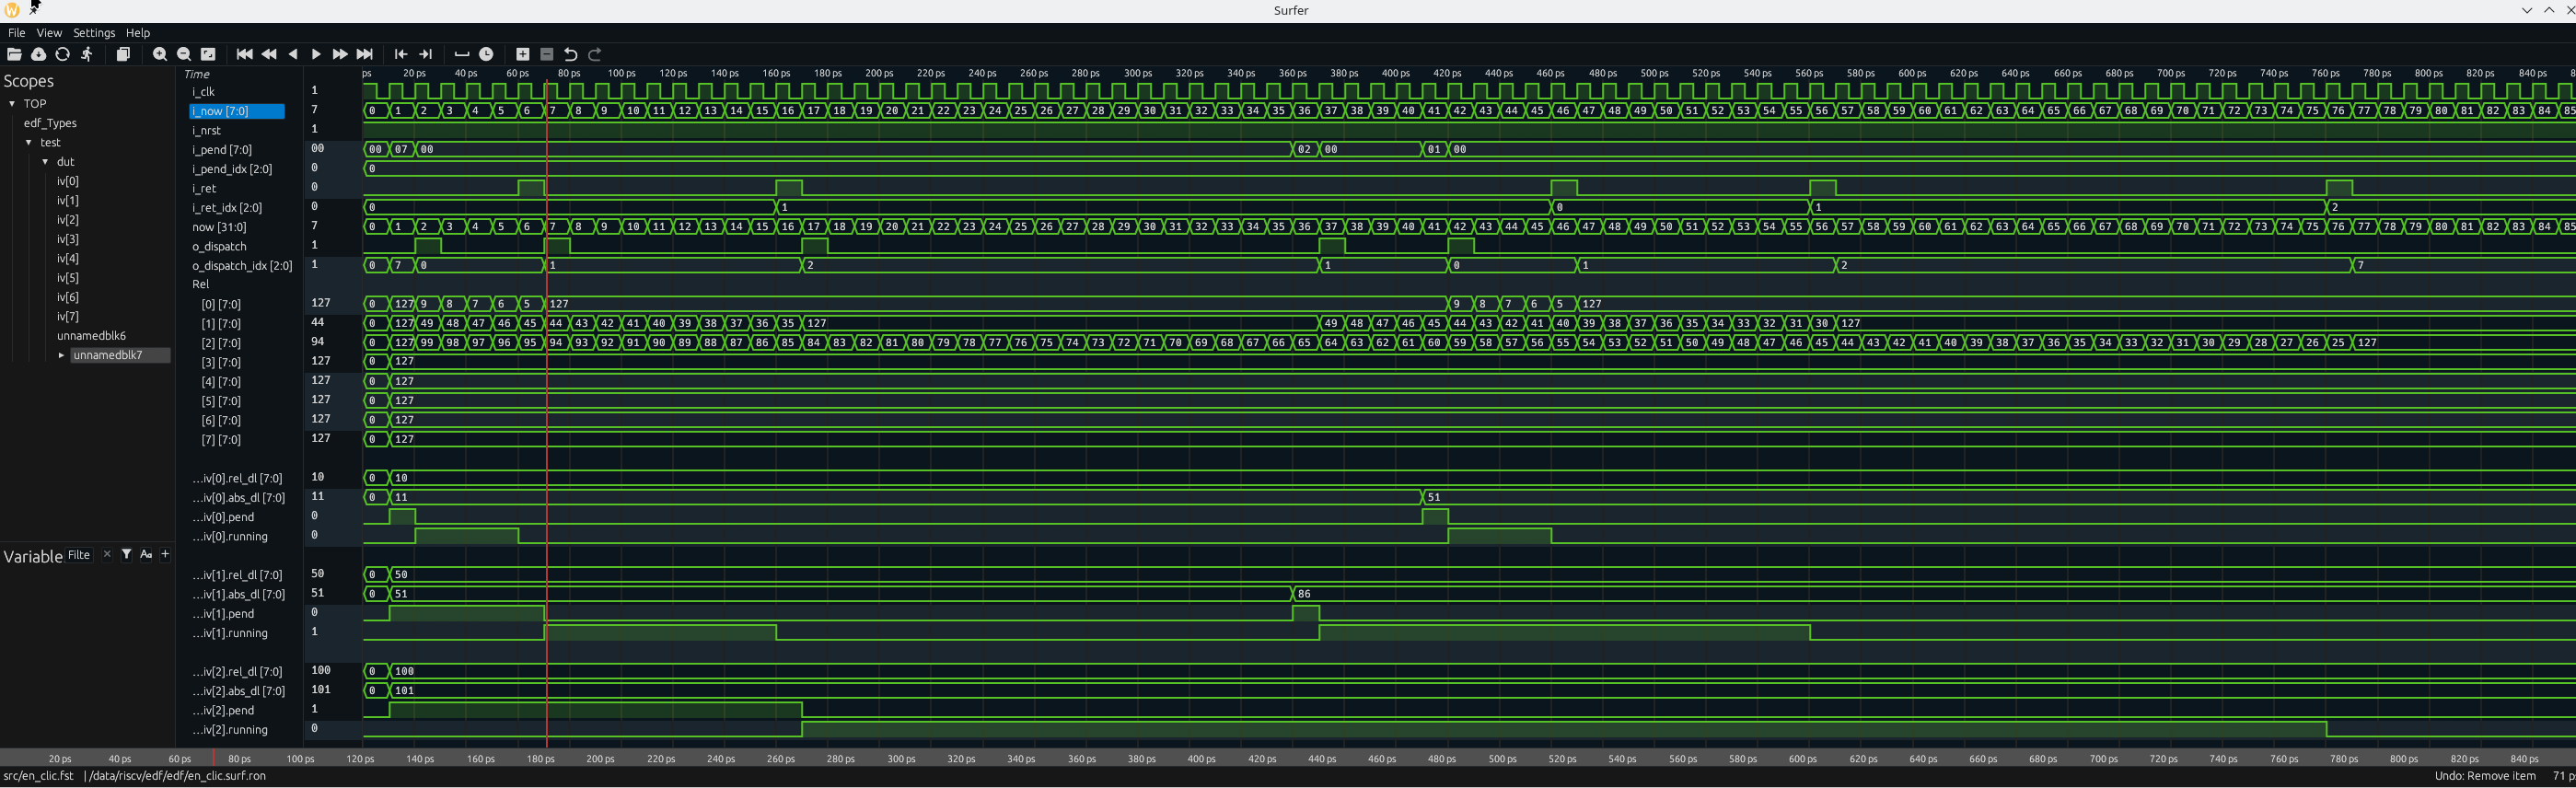 Surfer
File View Settings Help
Scopes
TOP
edf_Types
test
dut
iv[0]
iv[1]
iv[2]
iv[3]
iv[4]
iv[5]
iv[6]
iv[7]
unnamedblk6
unnamedblk7
Variable Filte
Time ps 20 ps 40 ps 60 ps 80 ps 100 ps 120 ps 140 ps 160 ps 180 ps 200 ps 220 ps 240 ps 260 ps 280 ps 300 ps 320 ps 340 ps 360 ps 380 ps 400 ps 420 ps 440 ps 460 ps 480 ps 500 ps 520 ps 540 ps 560 ps 580 ps 600 ps 620 ps 640 ps 660 ps 680 ps 700 ps 720 ps 740 ps 760 ps 780 ps 800 ps 820 ps 840 ps
i_clk 1
i_now [7:0] 7 0 1 2 3 4 5 6 7 8 9 10 11 12 13 14 15 16 17 18 19 20 21 22 23 24 25 26 27 28 29 30 31 32 33 34 35 36 37 38 39 40 41 42 43 44 45 46 47 48 49 50 51 52 53 54 55 56 57 58 59 60 61 62 63 64 65 66 67 68 69 70 71 72 73 74 75 76 77 78 79 80 81 82 83 84 85
i_nrst 1
i_pend [7:0] 00 00 07 00 02 00 01 00
i_pend_idx [2:0] 0 0
i_ret 0
i_ret_idx [2:0] 0 0 1 0 1 2
now [31:0] 7 0 1 2 3 4 5 6 7 8 9 10 11 12 13 14 15 16 17 18 19 20 21 22 23 24 25 26 27 28 29 30 31 32 33 34 35 36 37 38 39 40 41 42 43 44 45 46 47 48 49 50 51 52 53 54 55 56 57 58 59 60 61 62 63 64 65 66 67 68 69 70 71 72 73 74 75 76 77 78 79 80 81 82 83 84 85
o_dispatch 1
o_dispatch_idx [2:0] 1 0 7 0 1 2 1 0 1 2 7
Rel
[0] [7:0] 127 0 127 9 8 7 6 5 127 9 8 7 6 5 127
[1] [7:0] 44 0 127 49 48 47 46 45 44 43 42 41 40 39 38 37 36 35 127 49 48 47 46 45 44 43 42 41 40 39 38 37 36 35 34 33 32 31 30 127
[2] [7:0] 94 0 127 99 98 97 96 95 94 93 92 91 90 89 88 87 86 85 84 83 82 81 80 79 78 77 76 75 74 73 72 71 70 69 68 67 66 65 64 63 62 61 60 59 58 57 56 55 54 53 52 51 50 49 48 47 46 45 44 43 42 41 40 39 38 37 36 35 34 33 32 31 30 29 28 27 26 25 127
[3] [7:0] 127 0 127
[4] [7:0] 127 0 127
[5] [7:0] 127 0 127
[6] [7:0] 127 0 127
[7] [7:0] 127 0 127
...iv[0].rel_dl [7:0] 10 0 10
...iv[0].abs_dl [7:0] 11 0 11 51
...iv[0].pend 0
...iv[0].running 0
...iv[1].rel_dl [7:0] 50 0 50
...iv[1].abs_dl [7:0] 51 0 51 86
...iv[1].pend 0
...iv[1].running 1
...iv[2].rel_dl [7:0] 100 0 100
...iv[2].abs_dl [7:0] 101 0 101
...iv[2].pend 1
...iv[2].running 0
20 ps 40 ps 60 ps 80 ps 100 ps 120 ps 140 ps 160 ps 180 ps 200 ps 220 ps 240 ps 260 ps 280 ps 300 ps 320 ps 340 ps 360 ps 380 ps 400 ps 420 ps 440 ps 460 ps 480 ps 500 ps 520 ps 540 ps 560 ps 580 ps 600 ps 620 ps 640 ps 660 ps 680 ps 700 ps 720 ps 740 ps 760 ps 780 ps 800 ps 820 ps 840 ps
src/en_clic.fst | /data/riscv/edf/edf/en_clic.surf.ron Undo: Remove item 71 p